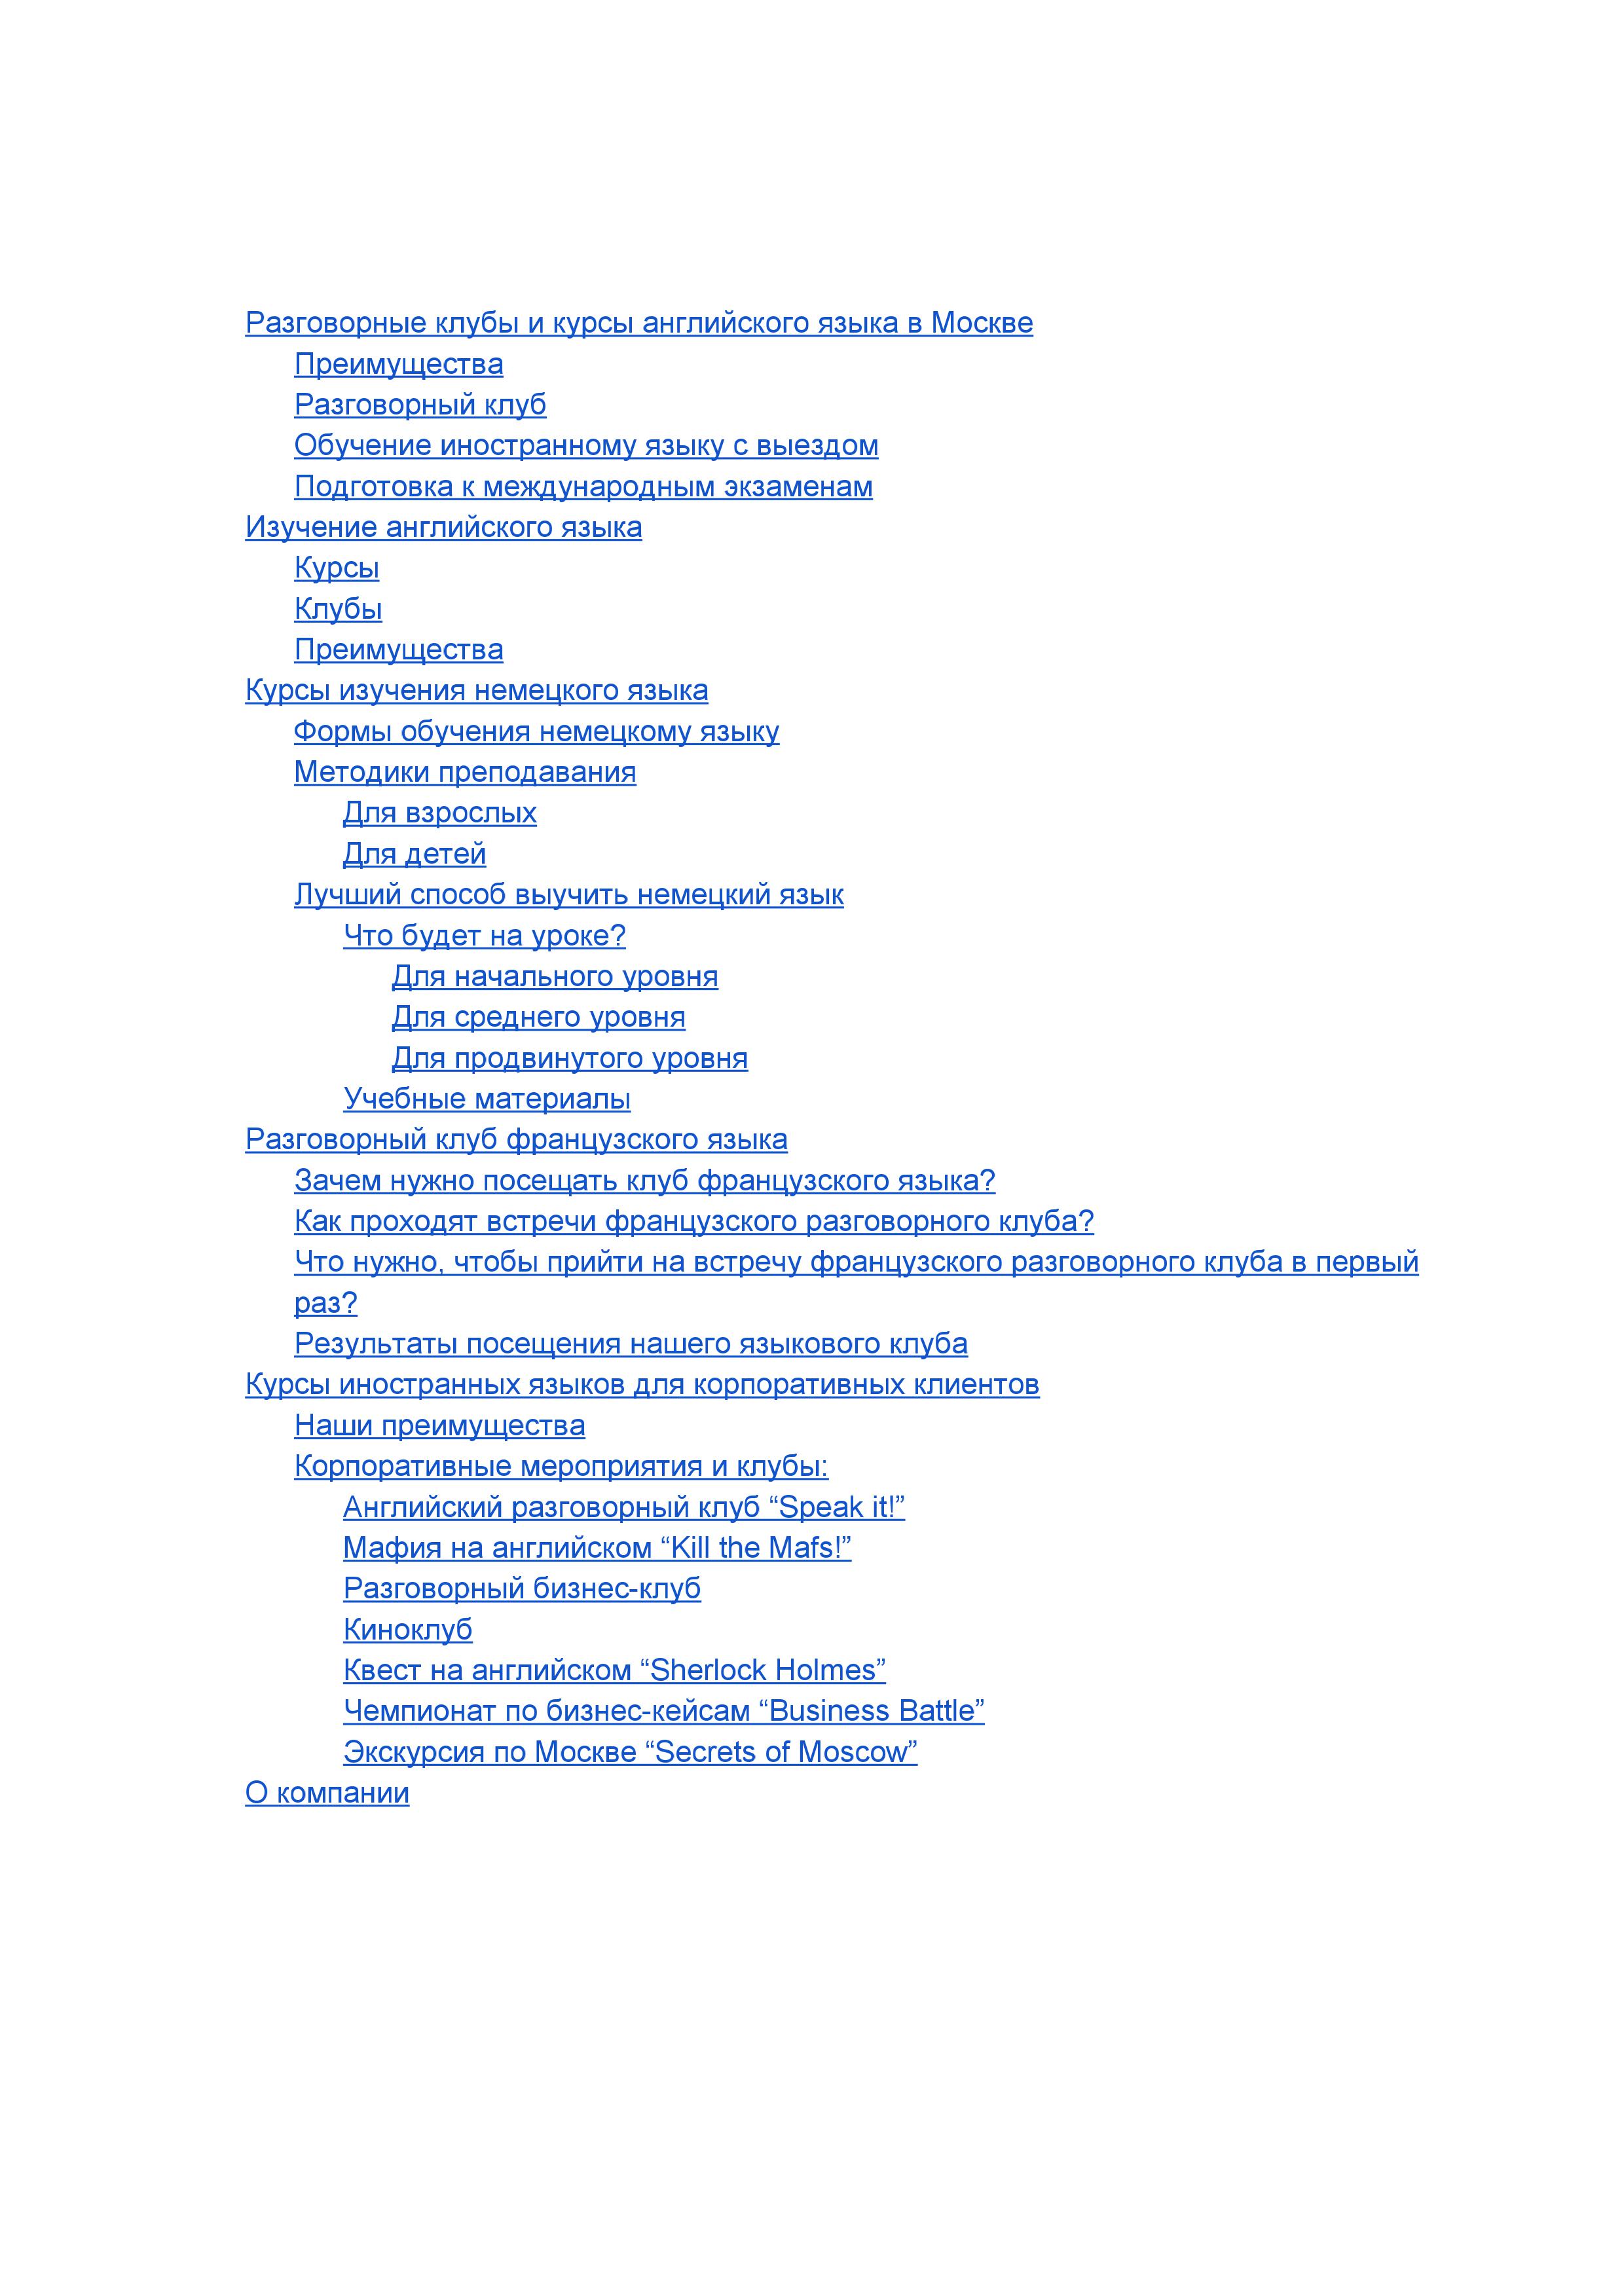 Разговорные клубы и курсы английского языка в Москве
Преимущества
Разговорный клуб
Обучение иностранному языку с выездом
Подготовка к международным экзаменам
Изучение английского языка
Курсы
Клубы
Преимущества
Курсы изучения немецкого языка
Формы обучения немецкому языку
Методики преподавания
Для взрослых
Для детей
Лучший способ выучить немецкий язык
Что будет на уроке?
Для начального уровня
Для среднего уровня
Для продвинутого уровня
Учебные материалы
Разговорный клуб французского языка
Зачем нужно посещать клуб французского языка?
Как проходят встречи французского разговорного клуба?
Что нужно, чтобы прийти на встречу французского разговорного клуба в первый
раз?
Результаты посещения нашего языкового клуба
Курсы иностранных языков для корпоративных клиентов
Наши преимущества
Корпоративные мероприятия и клубы:
Английский разговорный клуб “Speak it!”
Мафия на английском “Kill the Mafs!”
Разговорный бизнес-клуб
Киноклуб
Квест на английском “Sherlock Holmes”
Чемпионат по бизнес-кейсам “Business Battle”
Экскурсия по Москве “Secrets of Moscow”
О компании